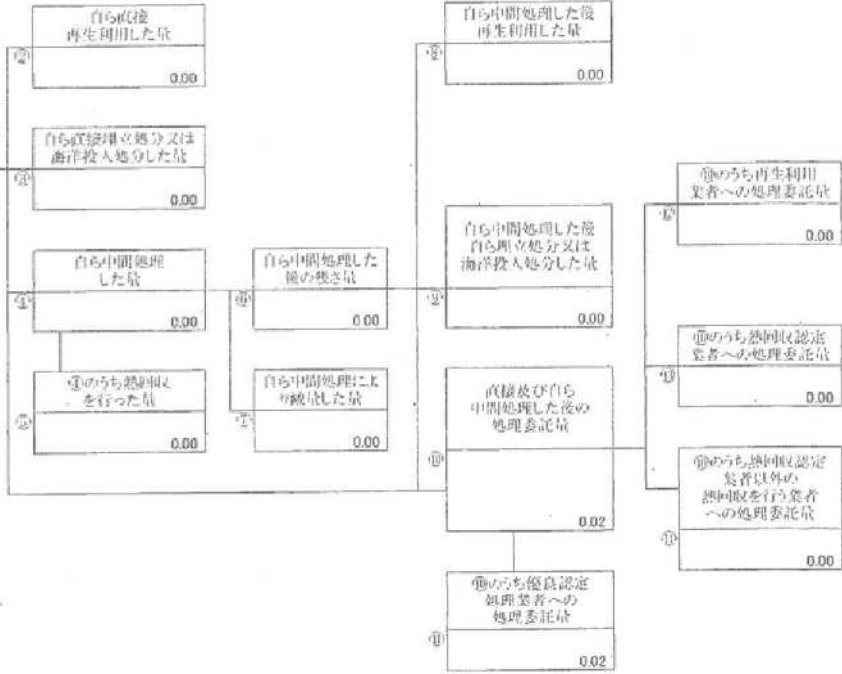 自ら直接
再生利用した量
②
0.00
自ら直接埋立処分又は
海洋投入処分した量
③
0.00
自ら中間処理
した量
④
0.00
④のうち熱回収
を行った量
⑤
0.00
自ら中間処理した
後の残さ量
⑥
0.00
自ら中間処理によ
り減量した量
⑦
0.00
自ら中間処理した後
再生利用した量
⑧
0.00
自ら中間処理した後
自ら埋立処分又は
海洋投入処分した量
⑨
0.00
直接及び自ら
中間処理した後の
処理委託量
⑩
0.02
⑩のうち優良認定
処理業者への
処理委託量
⑪
0.02
⑩のうち再生利用
業者への処理委託量
⑫
0.00
⑩のうち熱回収認定
業者への処理委託量
⑬
0.00
⑩のうち熱回収認定
業者以外の
熱回収を行う業者
への処理委託量
⑭
0.00